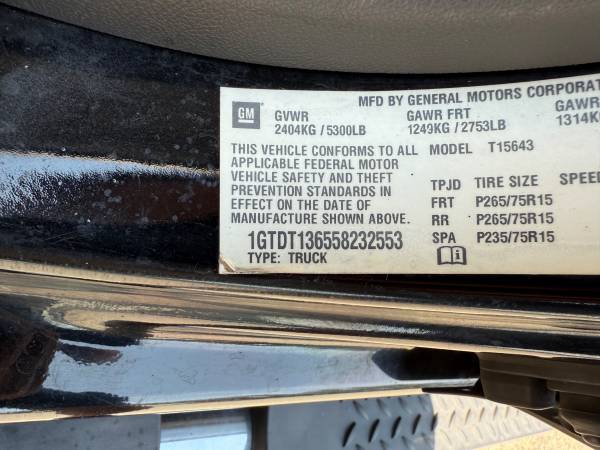 MFD BY GENERAL MOTORS CORPORAT
GM
GVWR GAWR FRT GAWR
2404KG / 5300LB 1249KG / 2753LB 1314KG
THIS VEHICLE CONFORMS TO ALL MODEL T15643
APPLICABLE FEDERAL MOTOR
VEHICLE SAFETY AND THEFT TPJD TIRE SIZE SPEED
PREVENTION STANDARDS IN FRT P265/75R15
EFFECT ON THE DATE OF RR P265/75R15
MANUFACTURE SHOWN ABOVE. SPA P235/75R15
1GTDT136558232553
TYPE: TRUCK